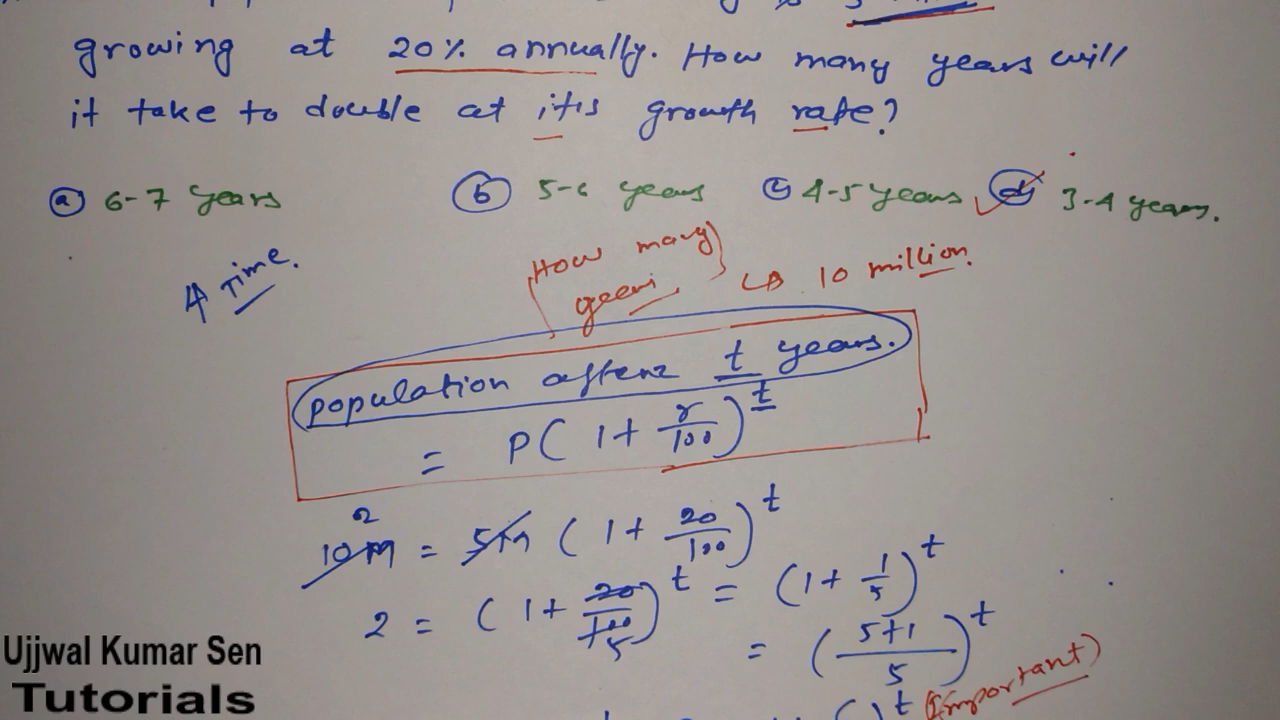 growing at 20% annually. How many years will
it take to double at it's growth rate?
(a) 6-7 years (b) 5-6 years (c) 4-5 years (d) 3-4 years.
4 Time.
How many
years
↳ 10 million.
population after t years.
= P(1 + r/100)^t
2
10M = 5M (1 + 20/100)^t
2 = (1 + 20/100)^t = (1 + 1/5)^t
5
= ((5+1)/5)^t
(Important)
Ujjwal Kumar Sen
Tutorials